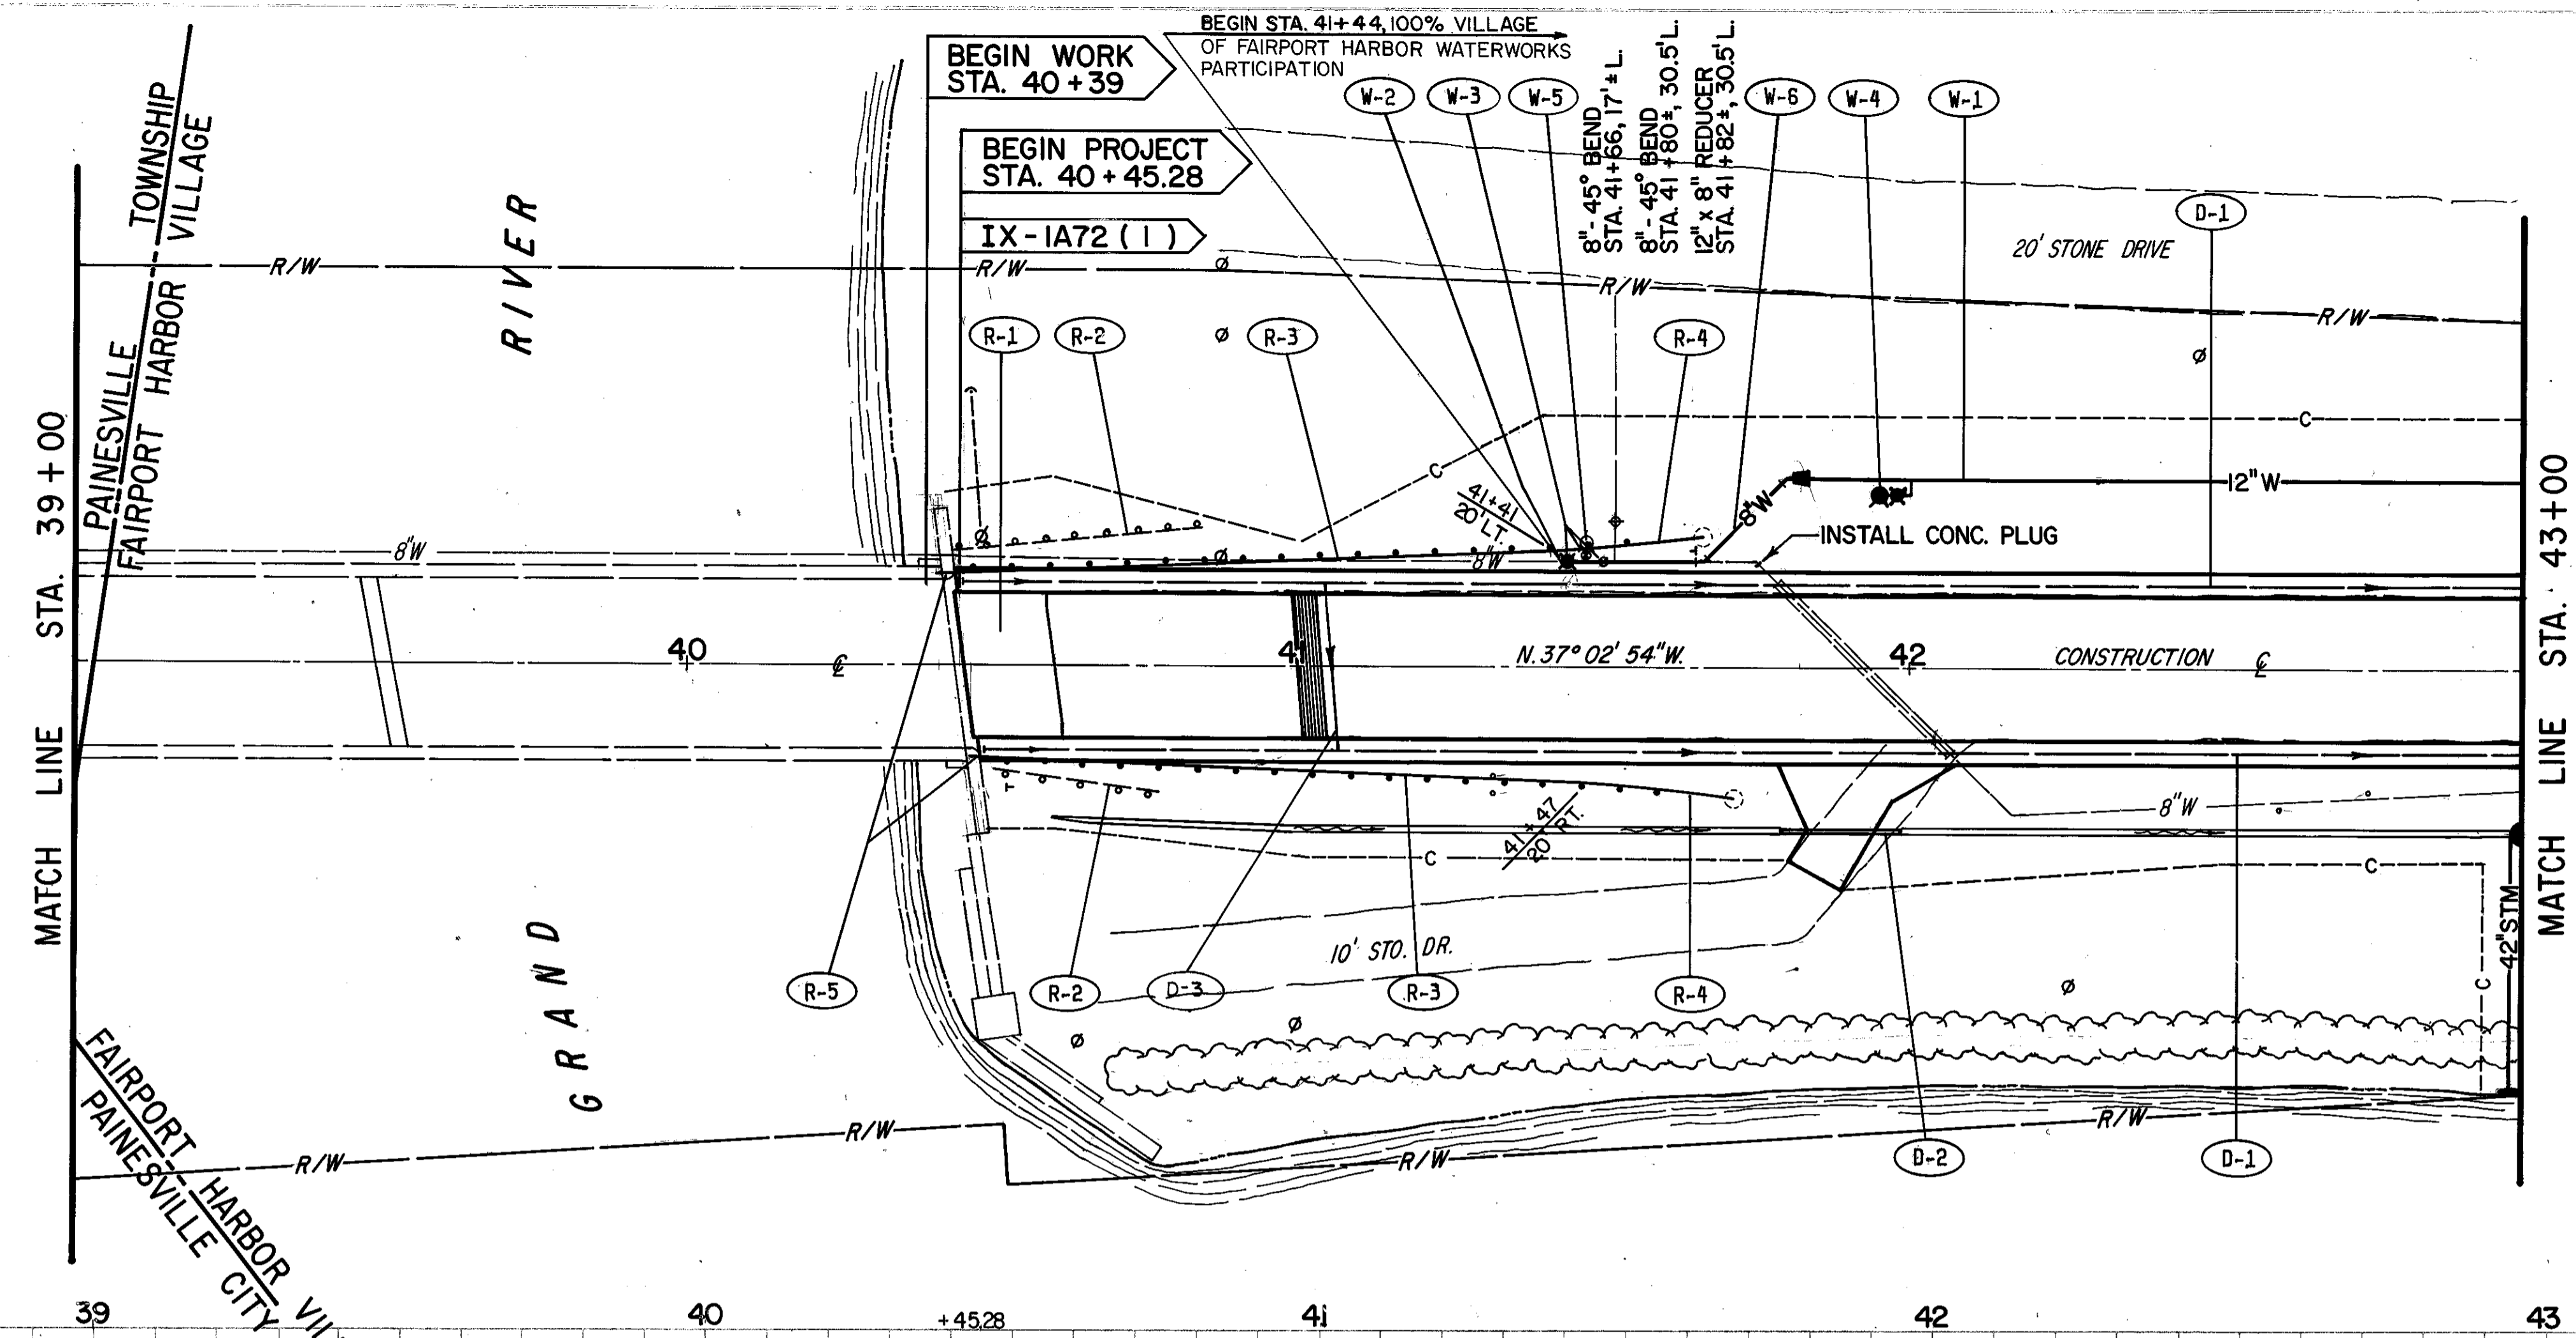 BEGIN STA. 41+44, 100% VILLAGE
OF FAIRPORT HARBOR WATERWORKS
PARTICIPATION
BEGIN WORK
STA. 40+39
BEGIN PROJECT
STA. 40+45.28
IX-1A72 ( 1 )
W-2
W-3
W-5
8"-45° BEND
STA. 41+66, 17'± L.
8"-45° BEND
STA. 41+80±, 30.5' L.
12" x 8" REDUCER
STA. 41+82±, 30.5' L.
W-6
W-4
W-1
D-1
20' STONE DRIVE
PAINESVILLE TOWNSHIP
FAIRPORT HARBOR VILLAGE
R/W
R/W
R/W
R/W
RIVER
R-1
R-2
R-3
R-4
C
C
MATCH LINE STA. 39+00
8"W
41+41
20' LT.
8"W
8"W
12"W
INSTALL CONC. PLUG
MATCH LINE STA. 43+00
40
℄
41
N. 37° 02' 54" W.
42
CONSTRUCTION ℄
T
8"W
41+47
20' RT.
C
C
10' STO. DR.
42" STM
C
GRAND
R-5
R-2
D-3
R-3
R-4
R/W
R/W
R/W
R/W
D-2
D-1
FAIRPORT HARBOR VIL
PAINESVILLE CITY
39
40
+45.28
41
42
43